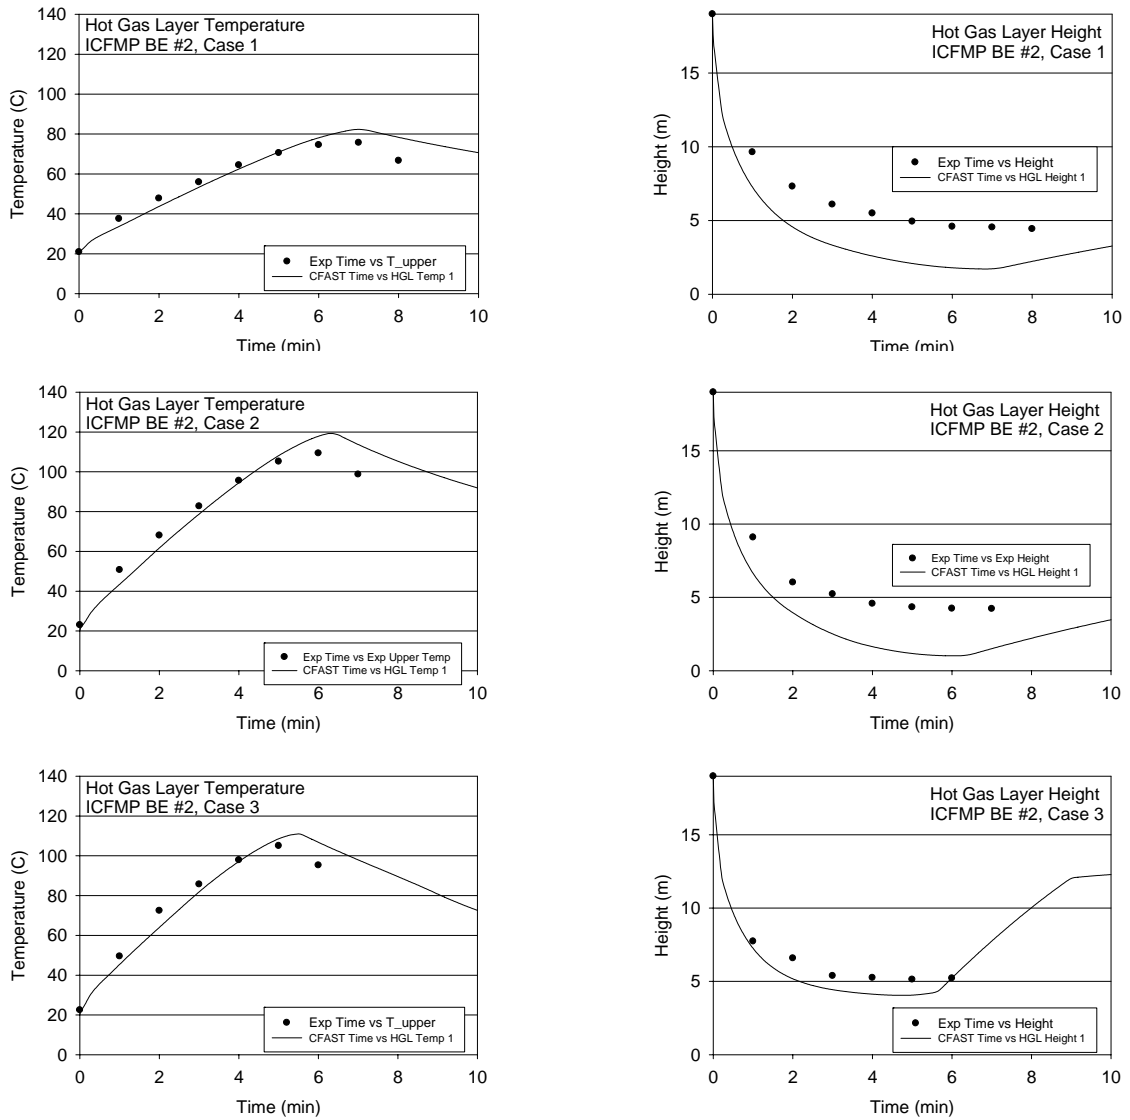 Hot Gas Layer Temperature
ICFMP BE #2, Case 1
Temperature (C)
140
120
100
80
60
40
20
0
Exp Time vs T_upper
CFAST Time vs HGL Temp 1
0 2 4 6 8 10
Time (min)
Hot Gas Layer Height
ICFMP BE #2, Case 1
Height (m)
15
10
5
0
Exp Time vs Height
CFAST Time vs HGL Height 1
0 2 4 6 8 10
Time (min)
Hot Gas Layer Temperature
ICFMP BE #2, Case 2
Temperature (C)
140
120
100
80
60
40
20
0
Exp Time vs Exp Upper Temp
CFAST Time vs HGL Temp 1
0 2 4 6 8 10
Time (min)
Hot Gas Layer Height
ICFMP BE #2, Case 2
Height (m)
15
10
5
0
Exp Time vs Exp Height
CFAST Time vs HGL Height 1
0 2 4 6 8 10
Time (min)
Hot Gas Layer Temperature
ICFMP BE #2, Case 3
Temperature (C)
140
120
100
80
60
40
20
0
Exp Time vs T_upper
CFAST Time vs HGL Temp 1
0 2 4 6 8 10
Time (min)
Hot Gas Layer Height
ICFMP BE #2, Case 3
Height (m)
15
10
5
0
Exp Time vs Height
CFAST Time vs HGL Height 1
0 2 4 6 8 10
Time (min)